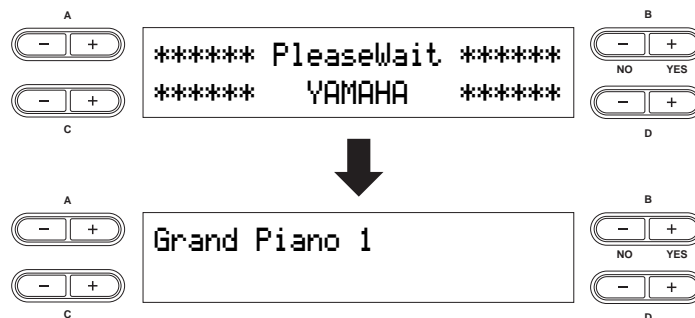 A
B
- +
****** PleaseWait ******
- +
NO YES
- +
****** YAMAHA ******
- +
C
D
A
B
- +
Grand Piano 1
- +
NO YES
- +
- +
C
D